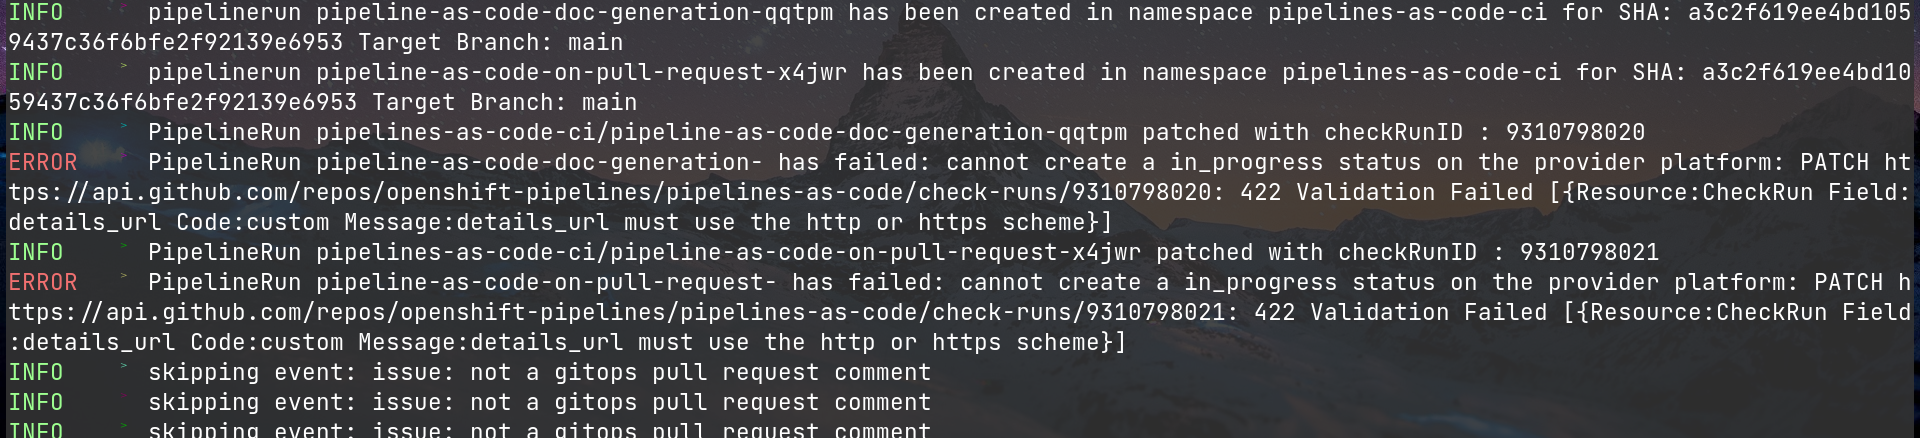 INFO > pipelinerun pipeline-as-code-doc-generation-qqtpm has been created in namespace pipelines-as-code-ci for SHA: a3c2f619ee4bd105
9437c36f6bfe2f92139e6953 Target Branch: main
INFO > pipelinerun pipeline-as-code-on-pull-request-x4jwr has been created in namespace pipelines-as-code-ci for SHA: a3c2f619ee4bd10
59437c36f6bfe2f92139e6953 Target Branch: main
INFO > PipelineRun pipelines-as-code-ci/pipeline-as-code-doc-generation-qqtpm patched with checkRunID : 9310798020
ERROR > PipelineRun pipeline-as-code-doc-generation- has failed: cannot create a in_progress status on the provider platform: PATCH ht
tps://api.github.com/repos/openshift-pipelines/pipelines-as-code/check-runs/9310798020: 422 Validation Failed [{Resource:CheckRun Field:
details_url Code:custom Message:details_url must use the http or https scheme}]
INFO > PipelineRun pipelines-as-code-ci/pipeline-as-code-on-pull-request-x4jwr patched with checkRunID : 9310798021
ERROR > PipelineRun pipeline-as-code-on-pull-request- has failed: cannot create a in_progress status on the provider platform: PATCH h
ttps://api.github.com/repos/openshift-pipelines/pipelines-as-code/check-runs/9310798021: 422 Validation Failed [{Resource:CheckRun Field
:details_url Code:custom Message:details_url must use the http or https scheme}]
INFO > skipping event: issue: not a gitops pull request comment
INFO > skipping event: issue: not a gitops pull request comment
INFO > skipping event: issue: not a gitops pull request comment